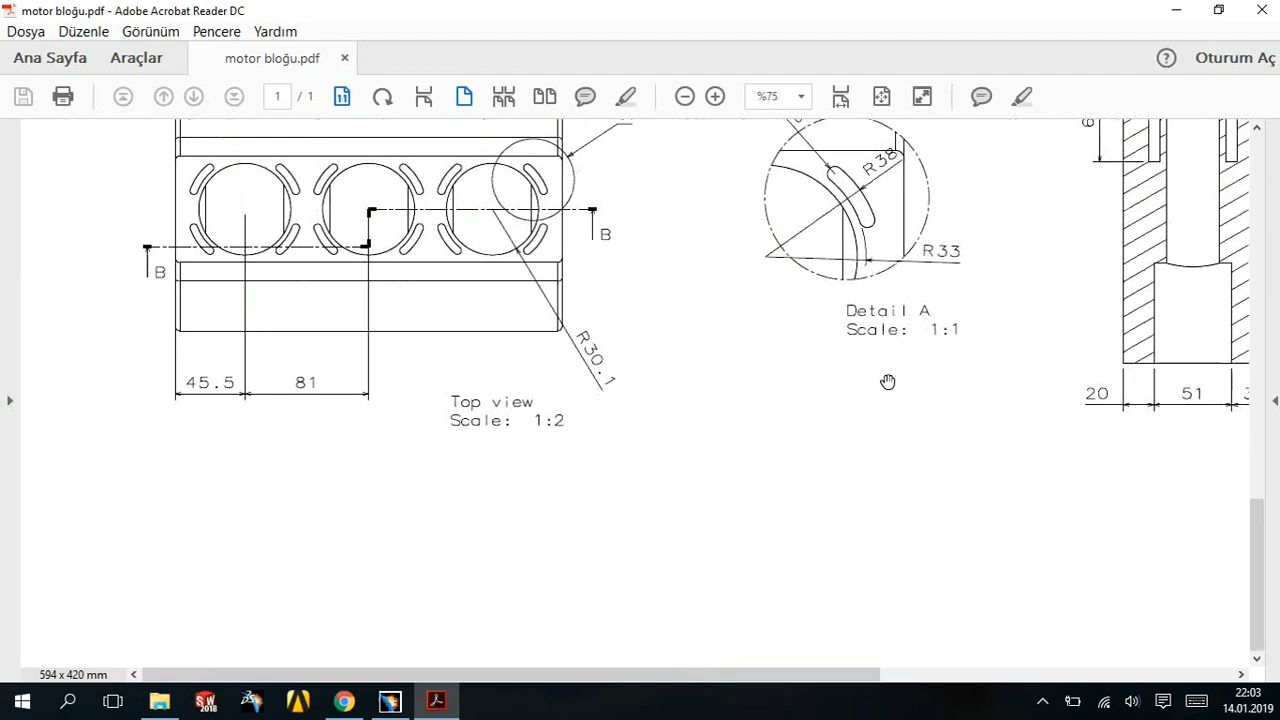 motor bloğu.pdf - Adobe Acrobat Reader DC
Dosya Düzenle Görünüm Pencere Yardım
Ana Sayfa Araçlar motor bloğu.pdf × Oturum Aç
1 / 1 %75
R38
R33
B
B
Detail A
Scale: 1:1
R30.1
45.5 81
20 51
Top view
Scale: 1:2
594 x 420 mm
SW
2018
22:03
14.01.2019